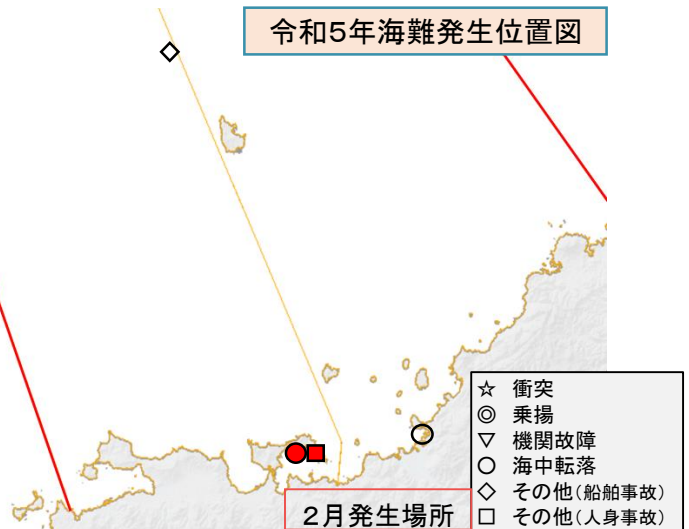 令和5年海難発生位置図
☆ 衝突
◎ 乗揚
▽ 機関故障
○ 海中転落
◇ その他(船舶事故)
□ その他(人身事故)
2月発生場所